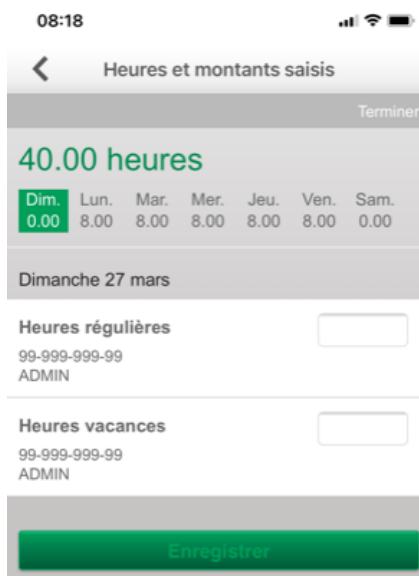 08:18
Heures et montants saisis
Terminer
40.00 heures
Dim. Lun. Mar. Mer. Jeu. Ven. Sam.
0.00 8.00 8.00 8.00 8.00 8.00 0.00
Dimanche 27 mars
Heures régulières
99-999-999-99
ADMIN
Heures vacances
99-999-999-99
ADMIN
Enregistrer